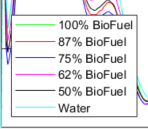 100% BioFuel
87% BioFuel
75% BioFuel
62% BioFuel
50% BioFuel
Water